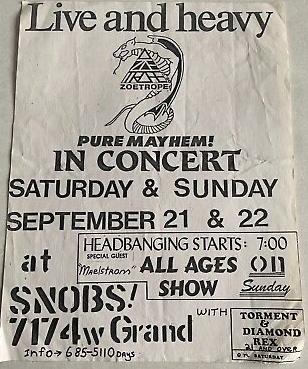 Live and heavy
ZOETROPE
PURE MAYHEM!
IN CONCERT
SATURDAY & SUNDAY
SEPTEMBER 21 & 22
HEADBANGING STARTS: 7:00
SPECIAL GUEST
"Maelstrom" ALL AGES ON
at SHOW Sunday
SNOBS! WITH TORMENT &
7174w Grand DIAMOND
REX
Info → 685-5110 Days 21 AND OVER
ON SATURDAY